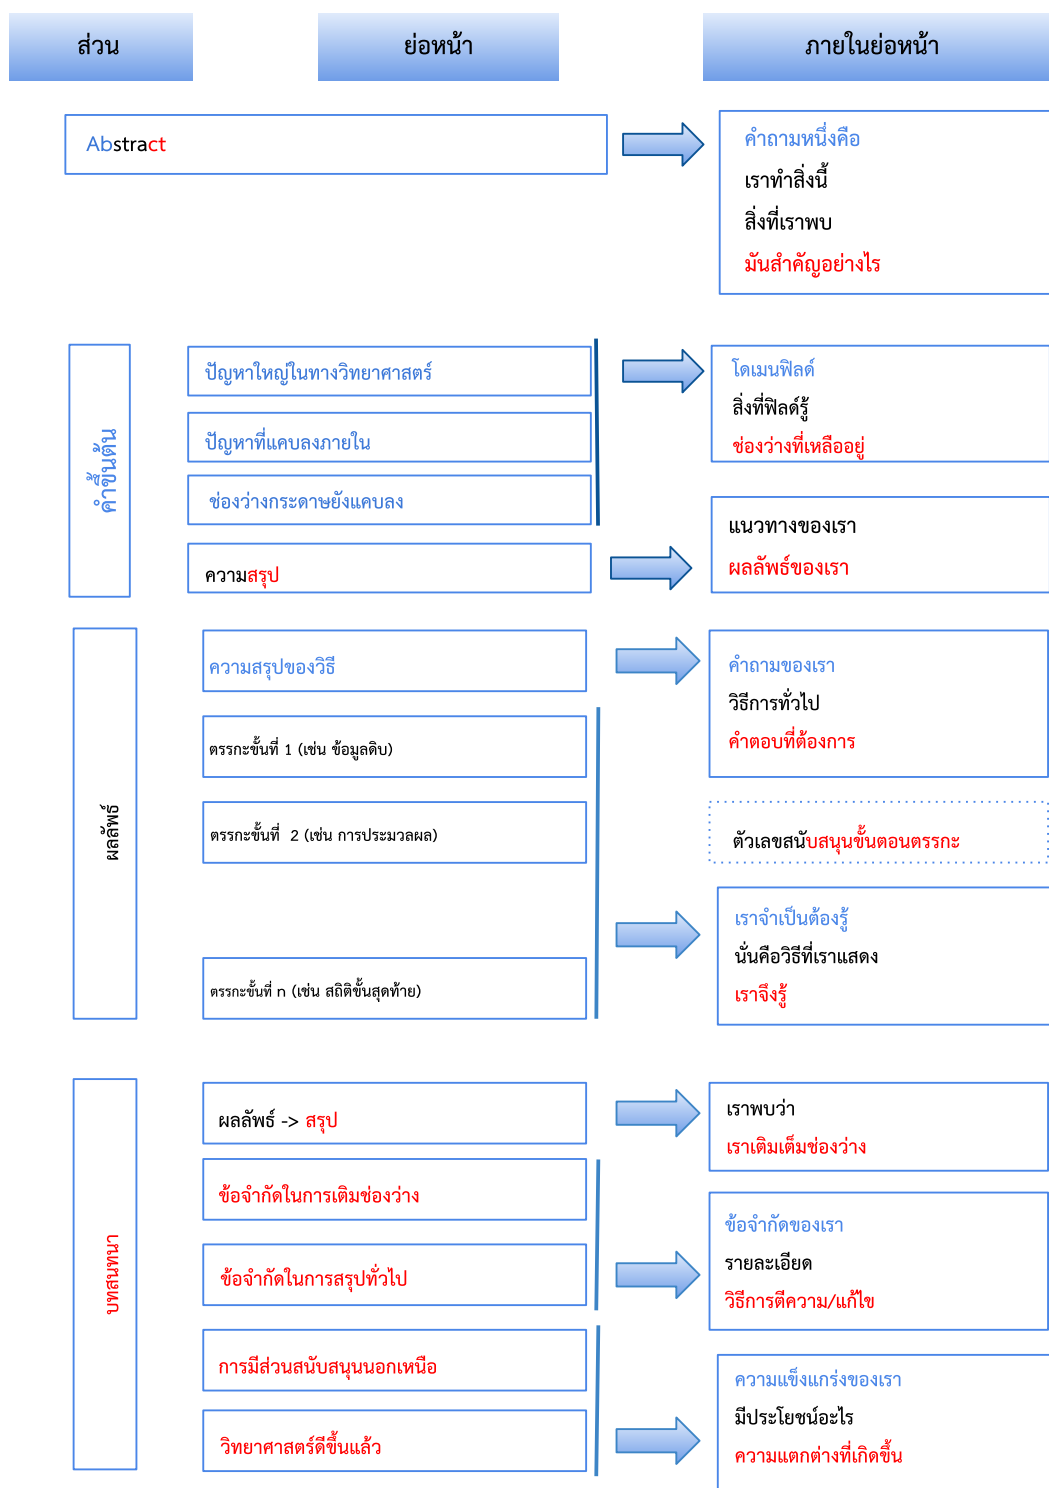 ส่วน
ย่อหน้า
ภายในย่อหน้า
Abstract
คำถามหนึ่งคือ
เราทำสิ่งนี้
สิ่งที่เราพบ
มันสำคัญอย่างไร
คำขึ้นต้น
ปัญหาใหญ่ในทางวิทยาศาสตร์
ปัญหาที่แคบลงภายใน
ช่องว่างกระดาษยังแคบลง
ความสรุป
โดเมนฟิลด์
สิ่งที่ฟิลด์รู้
ช่องว่างที่เหลืออยู่
แนวทางของเรา
ผลลัพธ์ของเรา
ผลลัพธ์
ความสรุปของวิธี
ตรรกะขั้นที่ 1 (เช่น ข้อมูลดิบ)
ตรรกะขั้นที่  2 (เช่น การประมวลผล)
ตรรกะขั้นที่ n (เช่น สถิติขั้นสุดท้าย)
คำถามของเรา
วิธีการทั่วไป
คำตอบที่ต้องการ
ตัวเลขสนับสนุนขั้นตอนตรรกะ
เราจำเป็นต้องรู้
นั่นคือวิธีที่เราแสดง
เราจึงรู้
บทสนทนา
ผลลัพธ์ -> สรุป
ข้อจำกัดในการเติมช่องว่าง
ข้อจำกัดในการสรุปทั่วไป
การมีส่วนสนับสนุนนอกเหนือ
วิทยาศาสตร์ดีขึ้นแล้ว
เราพบว่า
เราเติมเต็มช่องว่าง
ข้อจำกัดของเรา
รายละเอียด
วิธีการตีความ/แก้ไข
ความแข็งแกร่งของเรา
มีประโยชน์อะไร
ความแตกต่างที่เกิดขึ้น